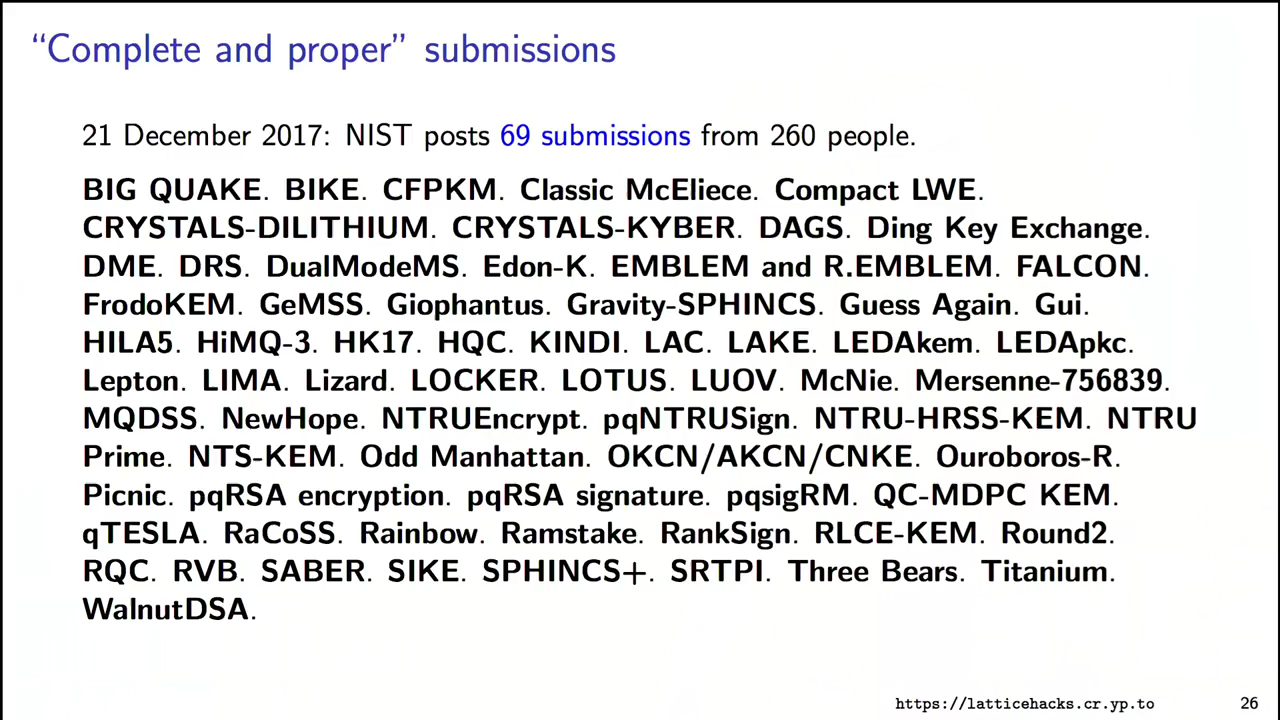 “Complete and proper” submissions
21 December 2017: NIST posts 69 submissions from 260 people.
BIG QUAKE. BIKE. CFPKM. Classic McEliece. Compact LWE.
CRYSTALS-DILITHIUM. CRYSTALS-KYBER. DAGS. Ding Key Exchange.
DME. DRS. DualModeMS. Edon-K. EMBLEM and R.EMBLEM. FALCON.
FrodoKEM. GeMSS. Giophantus. Gravity-SPHINCS. Guess Again. Gui.
HILA5. HiMQ-3. HK17. HQC. KINDI. LAC. LAKE. LEDAkem. LEDApkc.
Lepton. LIMA. Lizard. LOCKER. LOTUS. LUOV. McNie. Mersenne-756839.
MQDSS. NewHope. NTRUEncrypt. pqNTRUSign. NTRU-HRSS-KEM. NTRU
Prime. NTS-KEM. Odd Manhattan. OKCN/AKCN/CNKE. Ouroboros-R.
Picnic. pqRSA encryption. pqRSA signature. pqsigRM. QC-MDPC KEM.
qTESLA. RaCoSS. Rainbow. Ramstake. RankSign. RLCE-KEM. Round2.
RQC. RVB. SABER. SIKE. SPHINCS+. SRTPI. Three Bears. Titanium.
WalnutDSA.
https://latticehacks.cr.yp.to 26